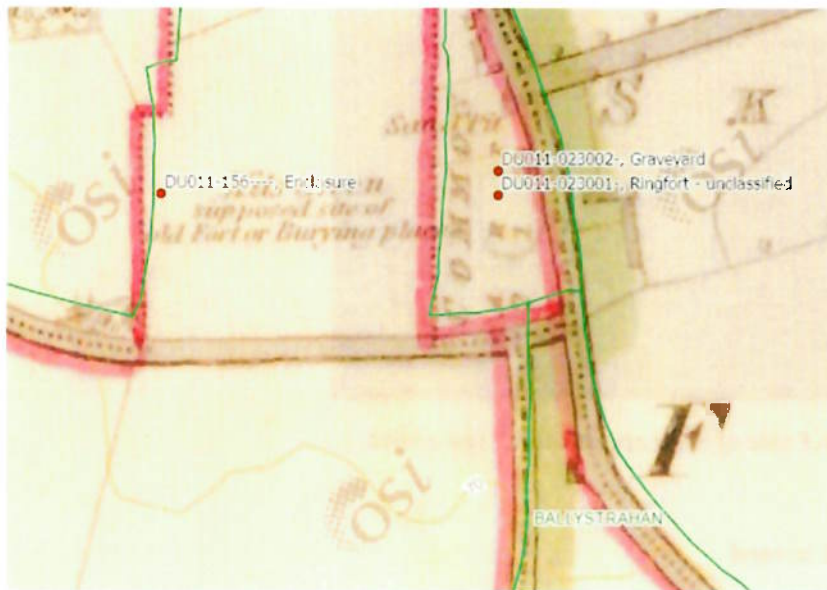 S
K
OSi
DU011-023002-, Graveyard
DU011-156----, Enclosure
DU011-023001-, Ringfort - unclassified
OSi
supposed site of
Old Fort or Burying place
COMMON
F
OSi
BALLYSTRAHAN